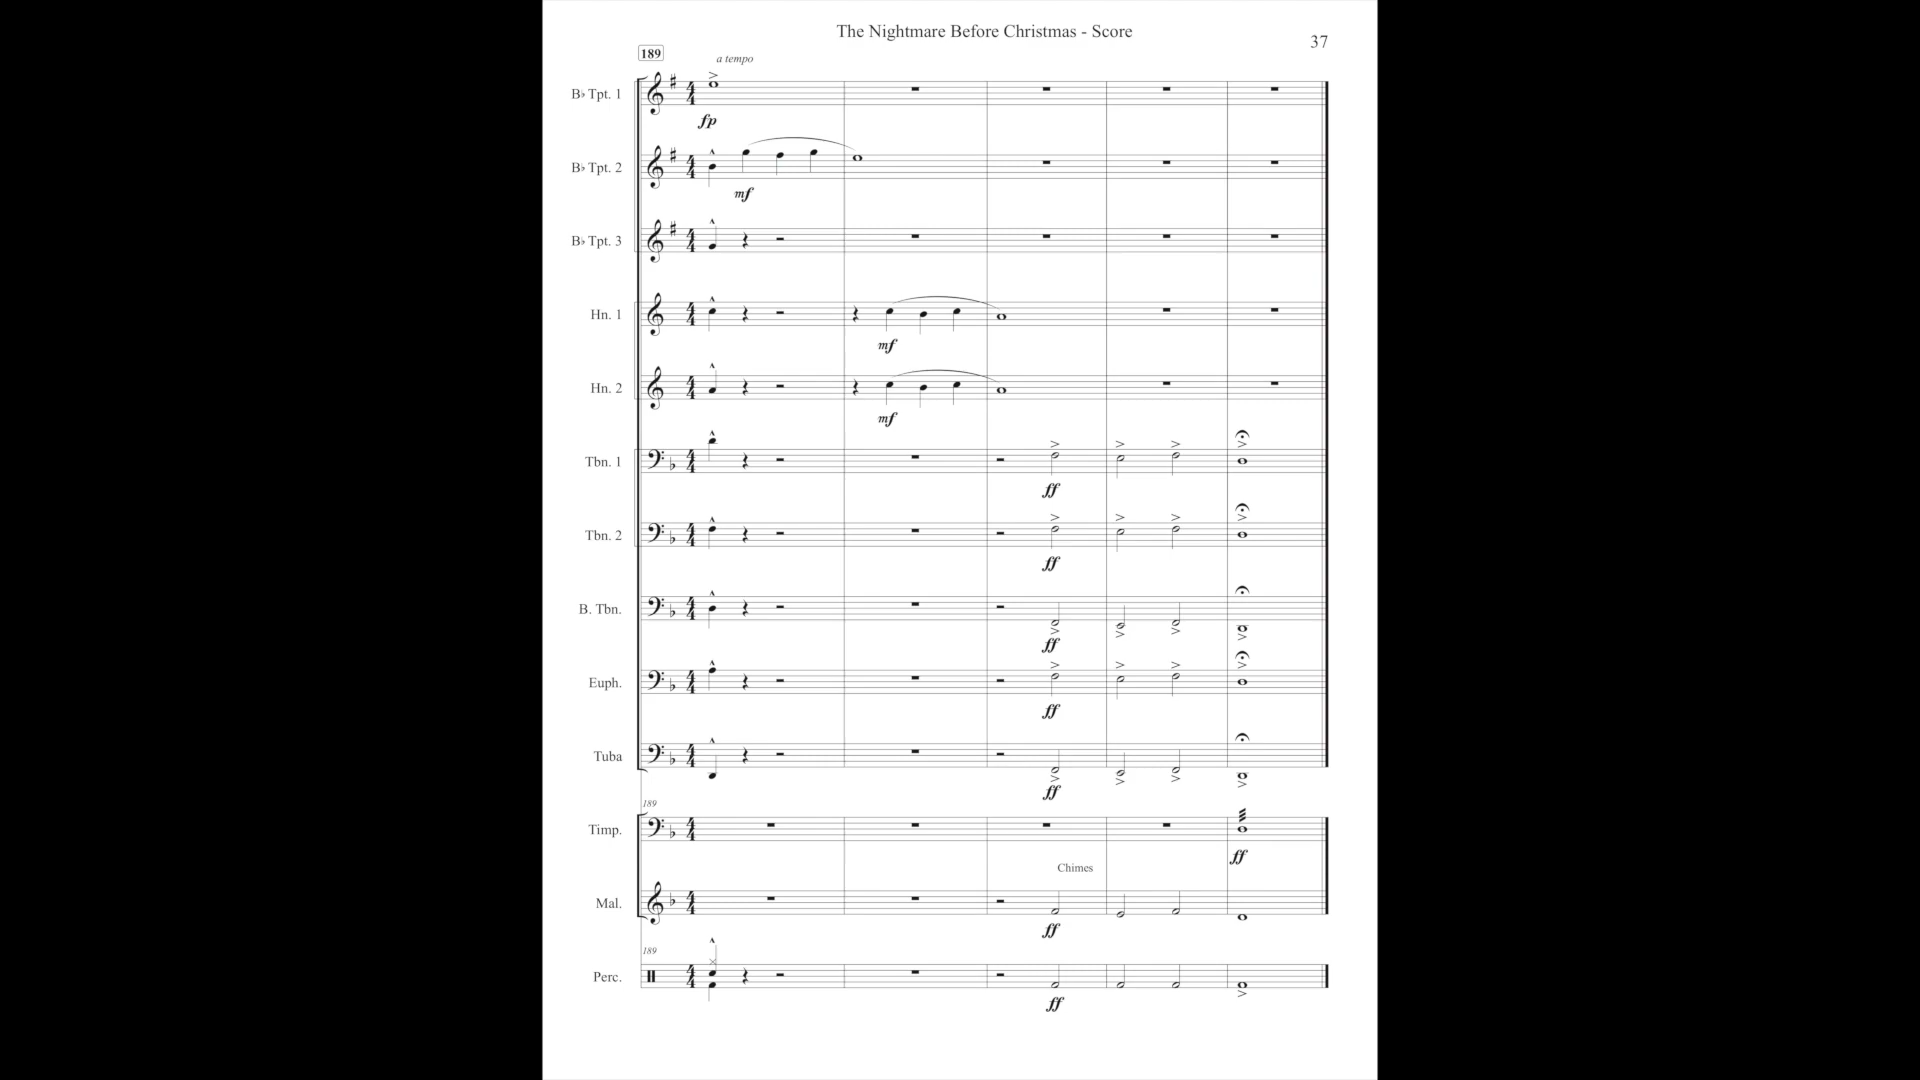 The Nightmare Before Christmas - Score
37
189
a tempo
B♭ Tpt. 1
fp
B♭ Tpt. 2
mf
B♭ Tpt. 3
Hn. 1
mf
Hn. 2
mf
Tbn. 1
ff
Tbn. 2
ff
B. Tbn.
ff
Euph.
ff
Tuba
ff
189
Timp.
ff
Chimes
Mal.
ff
189
Perc.
ff